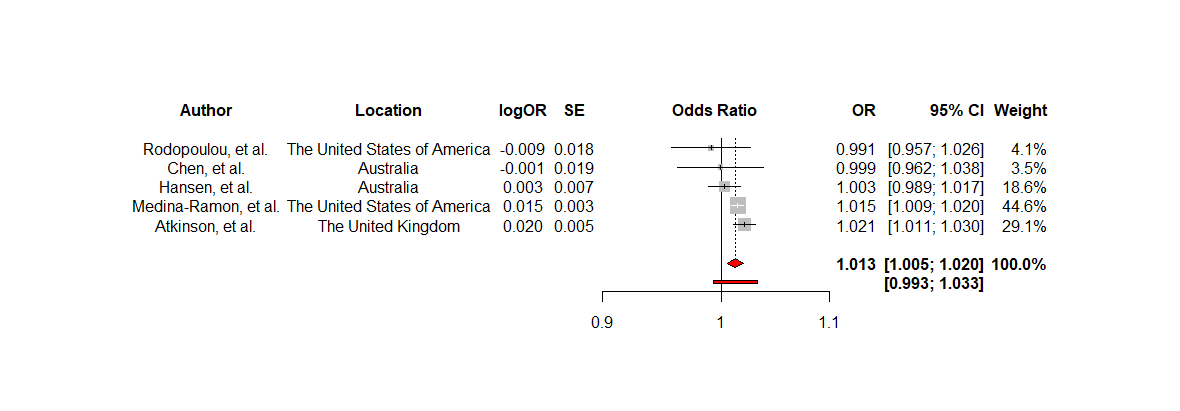 Author Location logOR SE Odds Ratio OR 95% CI Weight
Rodopoulou, et al. The United States of America -0.009 0.018 0.991 [0.957; 1.026] 4.1%
Chen, et al. Australia -0.001 0.019 0.999 [0.962; 1.038] 3.5%
Hansen, et al. Australia 0.003 0.007 1.003 [0.989; 1.017] 18.6%
Medina-Ramon, et al. The United States of America 0.015 0.003 1.015 [1.009; 1.020] 44.6%
Atkinson, et al. The United Kingdom 0.020 0.005 1.021 [1.011; 1.030] 29.1%
1.013 [1.005; 1.020] 100.0%
[0.993; 1.033]
0.9 1 1.1